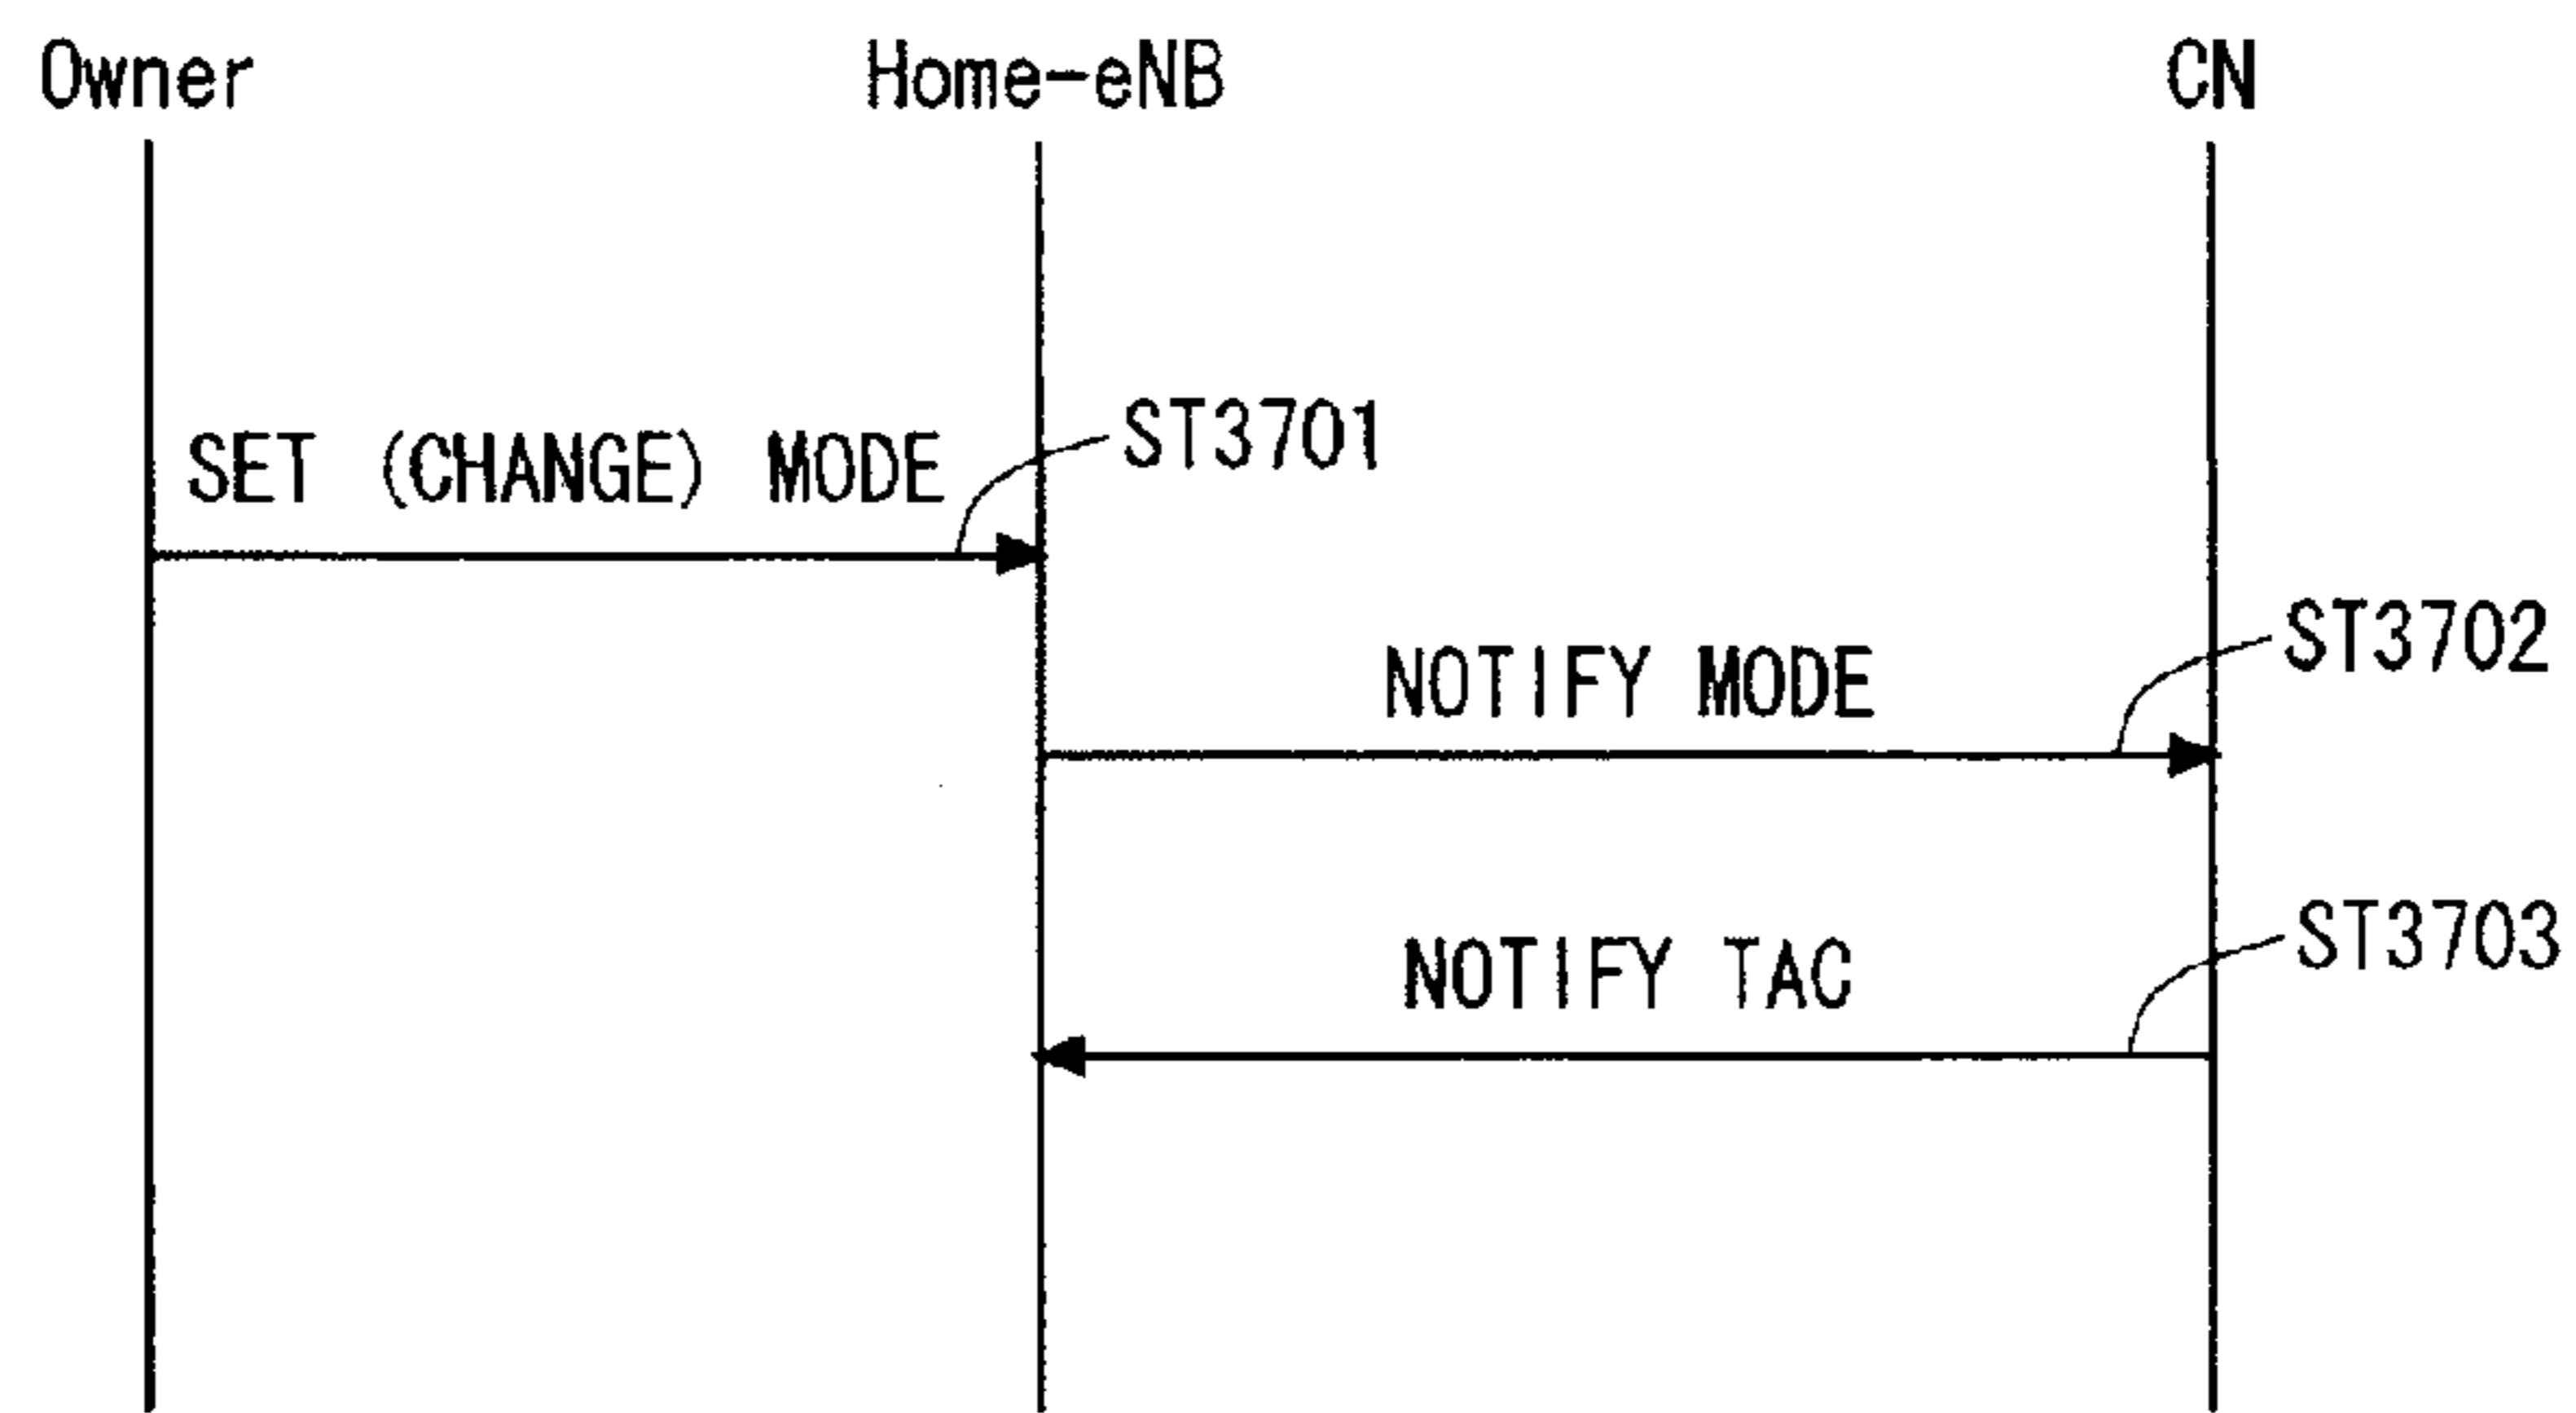 Owner
Home-eNB
CN
SET (CHANGE) MODE
ST3701
NOTIFY MODE
ST3702
NOTIFY TAC
ST3703